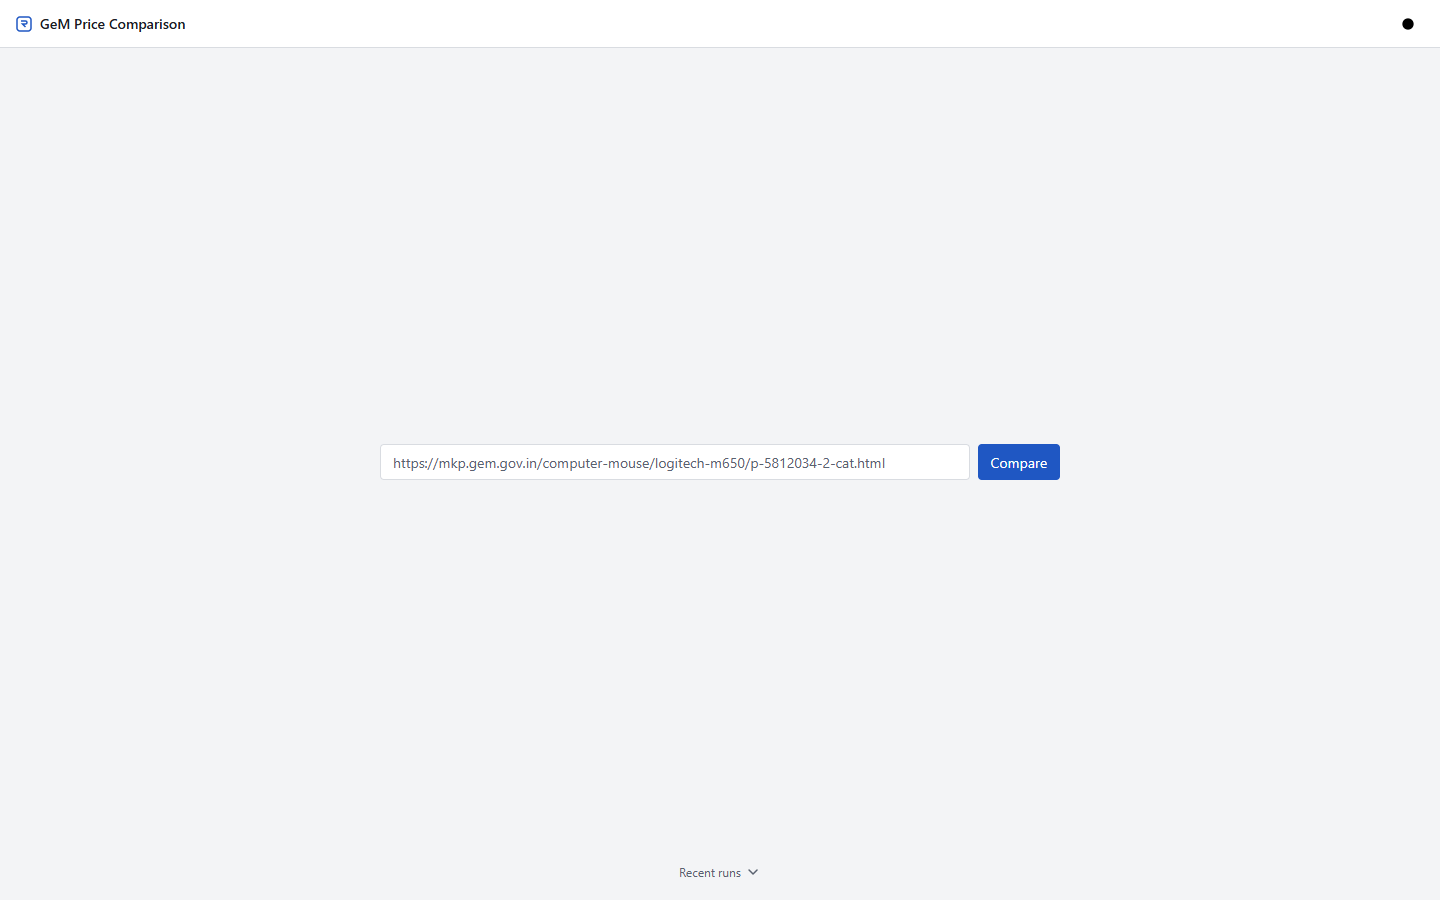 GeM Price Comparison
https://mkp.gem.gov.in/computer-mouse/logitech-m650/p-5812034-2-cat.html
Compare
Recent runs